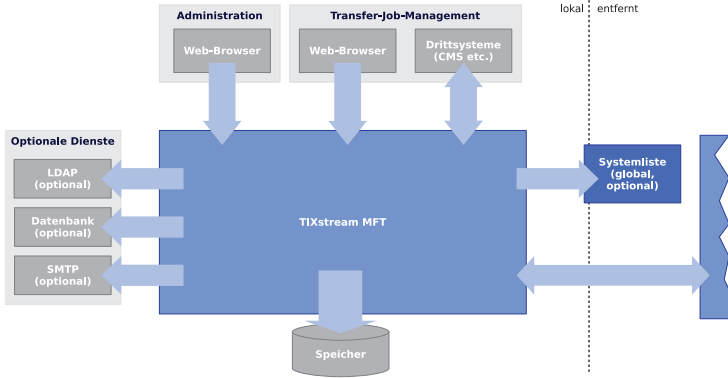 Administration
Web-Browser
Transfer-Job-Management
Web-Browser
Drittsysteme
(CMS etc.)
lokal
entfernt
Optionale Dienste
LDAP
(optional)
Datenbank
(optional)
SMTP
(optional)
TIXstream MFT
Systemliste
(global,
optional)
Speicher